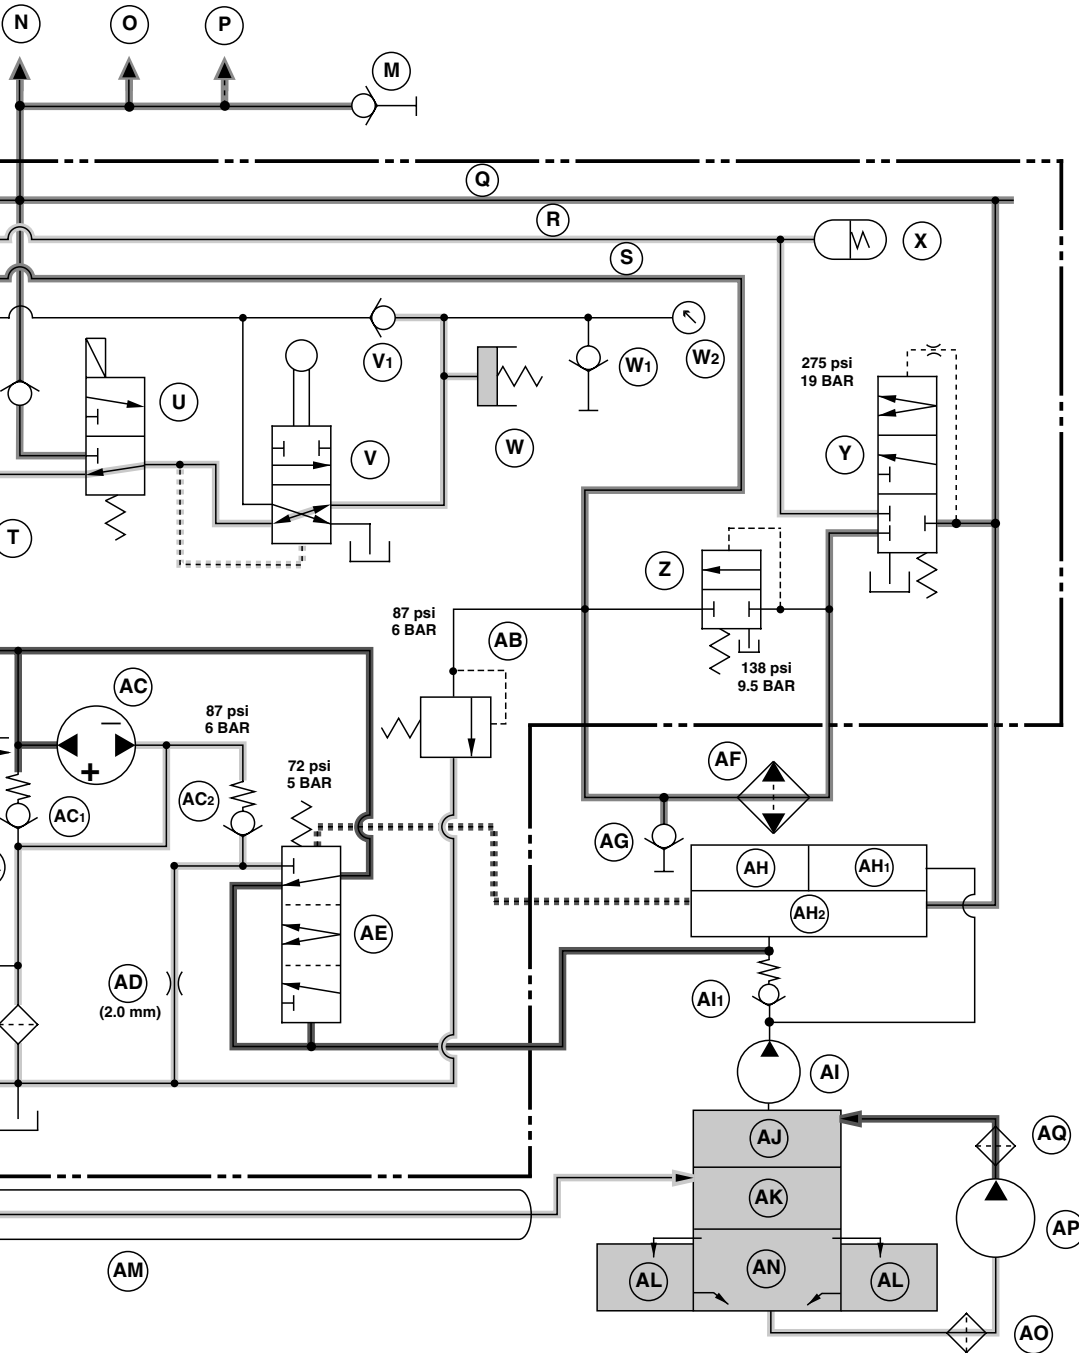 N
O
P
M
Q
R
S
X
V1
W1
W2
275 psi
19 BAR
U
V
W
Y
T
Z
87 psi
6 BAR
AB
138 psi
9.5 BAR
AC
87 psi
6 BAR
72 psi
5 BAR
AF
AC1
AC2
AG
AH
AH1
AH2
AE
AD
(2.0 mm)
AI1
AI
AJ
AQ
AK
AP
AM
AL
AN
AL
AO